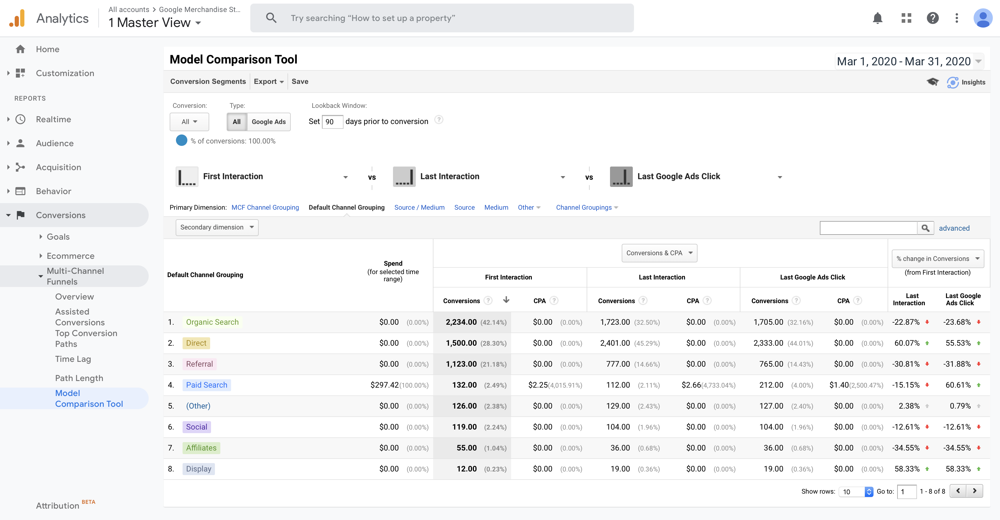 Analytics
All accounts > Google Merchandise St...
1 Master View
Try searching “How to set up a property”
Home
Customization
REPORTS
Realtime
Audience
Acquisition
Behavior
Conversions
Goals
Ecommerce
Multi-Channel
Funnels
Overview
Assisted
Conversions
Top Conversion
Paths
Time Lag
Path Length
Model
Comparison Tool
Attribution BETA
Model Comparison Tool
Mar 1, 2020 - Mar 31, 2020
Conversion Segments Export Save
Insights
Conversion: Type: Lookback Window:
All All Google Ads Set 90 days prior to conversion ?
% of conversions: 100.00%
First Interaction vs Last Interaction vs Last Google Ads Click
Primary Dimension: MCF Channel Grouping Default Channel Grouping Source / Medium Source Medium Other Channel Groupings
Secondary dimension advanced
Default Channel Grouping
Spend
(for selected time
range)
Conversions & CPA
% change in Conversions
(from First Interaction)
First Interaction Last Interaction Last Google Ads Click
Conversions ? CPA ? Conversions ? CPA ? Conversions ? CPA ?
Last
Interaction
Last Google
Ads Click
1. Organic Search $0.00 (0.00%) 2,234.00 (42.14%) $0.00 (0.00%) 1,723.00 (32.50%) $0.00 (0.00%) 1,705.00 (32.16%) $0.00 (0.00%) -22.87% -23.68%
2. Direct $0.00 (0.00%) 1,500.00 (28.30%) $0.00 (0.00%) 2,401.00 (45.29%) $0.00 (0.00%) 2,333.00 (44.01%) $0.00 (0.00%) 60.07% 55.53%
3. Referral $0.00 (0.00%) 1,123.00 (21.18%) $0.00 (0.00%) 777.00 (14.66%) $0.00 (0.00%) 765.00 (14.43%) $0.00 (0.00%) -30.81% -31.88%
4. Paid Search $297.42 (100.00%) 132.00 (2.49%) $2.25 (4,015.91%) 112.00 (2.11%) $2.66 (4,733.04%) 212.00 (4.00%) $1.40 (2,500.47%) -15.15% 60.61%
5. (Other) $0.00 (0.00%) 126.00 (2.38%) $0.00 (0.00%) 129.00 (2.43%) $0.00 (0.00%) 127.00 (2.40%) $0.00 (0.00%) 2.38% 0.79%
6. Social $0.00 (0.00%) 119.00 (2.24%) $0.00 (0.00%) 104.00 (1.96%) $0.00 (0.00%) 104.00 (1.96%) $0.00 (0.00%) -12.61% -12.61%
7. Affiliates $0.00 (0.00%) 55.00 (1.04%) $0.00 (0.00%) 36.00 (0.68%) $0.00 (0.00%) 36.00 (0.68%) $0.00 (0.00%) -34.55% -34.55%
8. Display $0.00 (0.00%) 12.00 (0.23%) $0.00 (0.00%) 19.00 (0.36%) $0.00 (0.00%) 19.00 (0.36%) $0.00 (0.00%) 58.33% 58.33%
Show rows: 10 Go to: 1 1 - 8 of 8